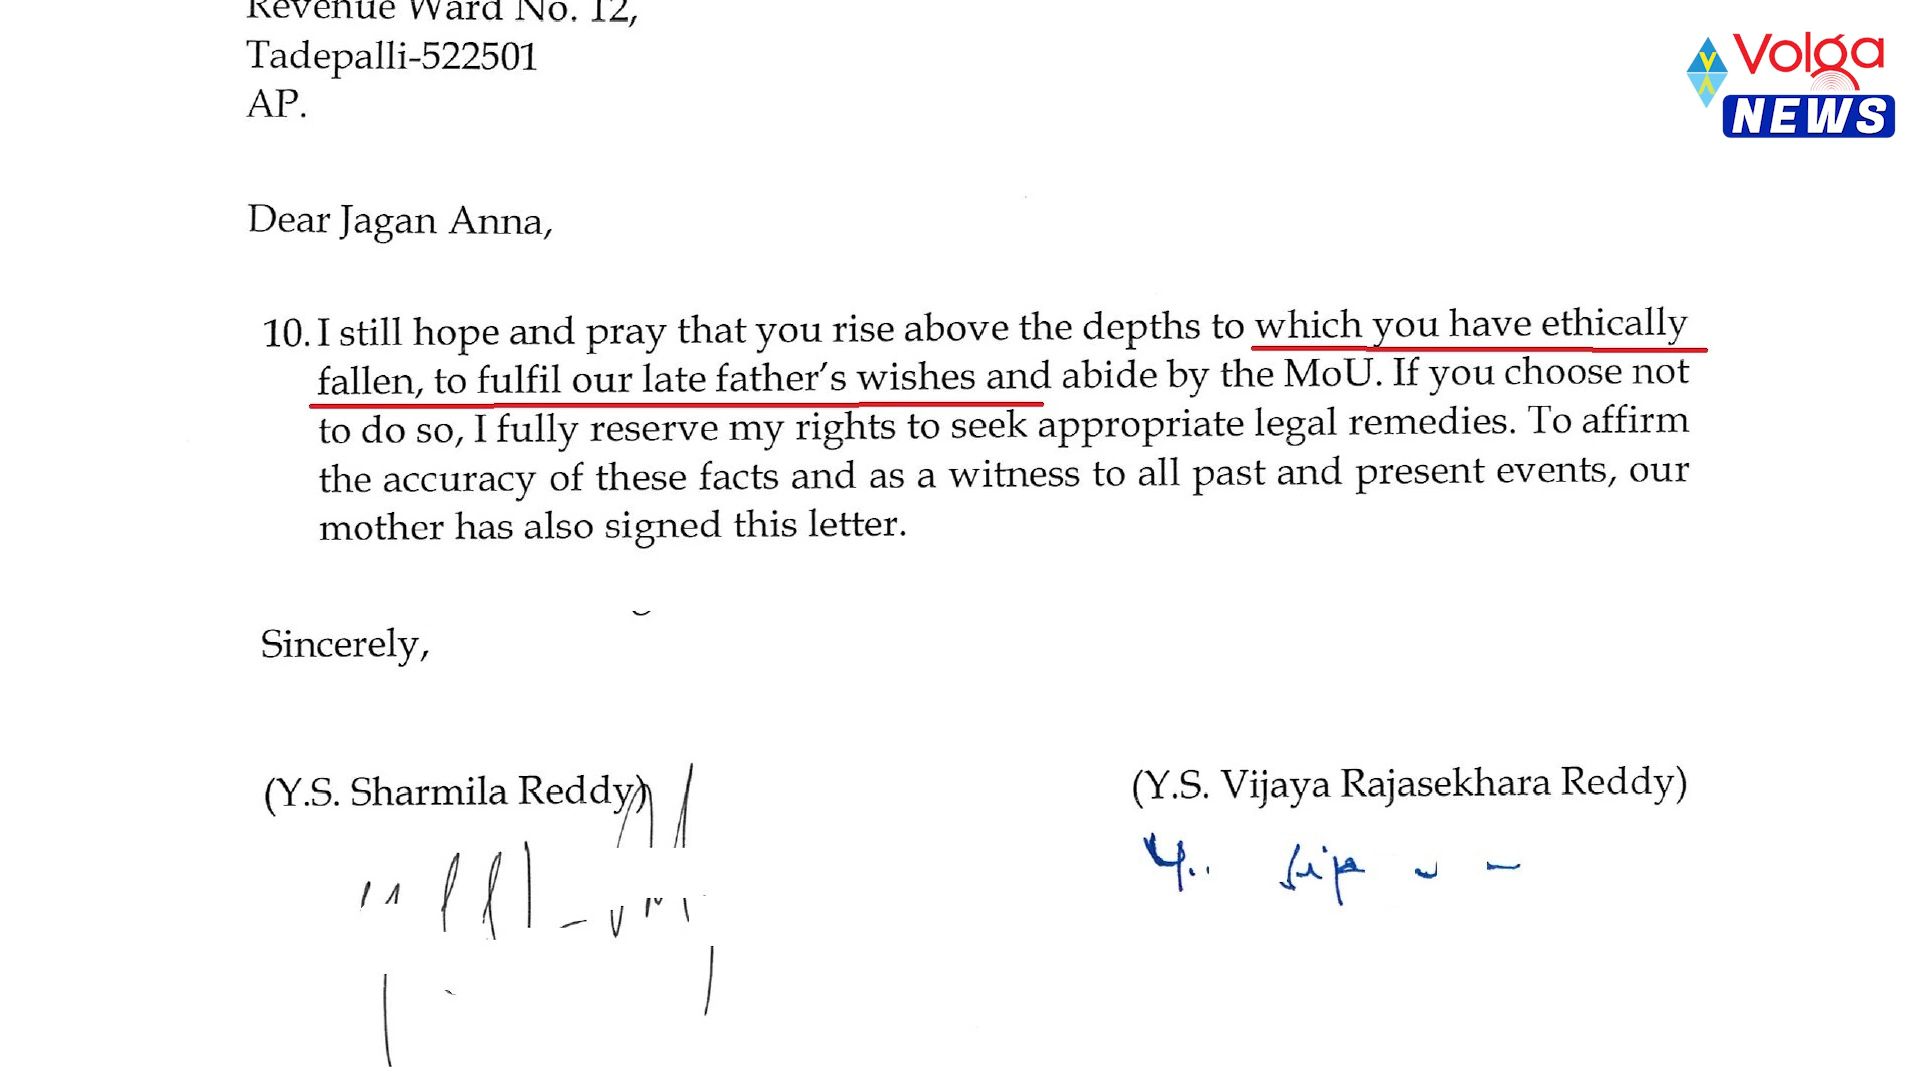 Revenue Ward No. 12,
Tadepalli-522501
AP.
Volga
NEWS
Dear Jagan Anna,
10. I still hope and pray that you rise above the depths to which you have ethically
fallen, to fulfil our late father's wishes and abide by the MoU. If you choose not
to do so, I fully reserve my rights to seek appropriate legal remedies. To affirm
the accuracy of these facts and as a witness to all past and present events, our
mother has also signed this letter.
Sincerely,
(Y.S. Sharmila Reddy)
(Y.S. Vijaya Rajasekhara Reddy)